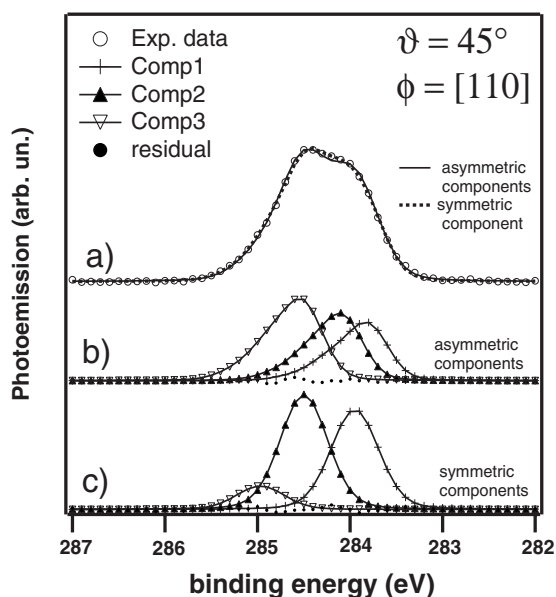 Exp. data
Comp1
Comp2
Comp3
residual
ϑ = 45°
ϕ = [110]
asymmetric
components
symmetric
component
a)
b)
asymmetric
components
c)
symmetric
components
Photoemission (arb. un.)
287 286 285 284 283 282
binding energy (eV)